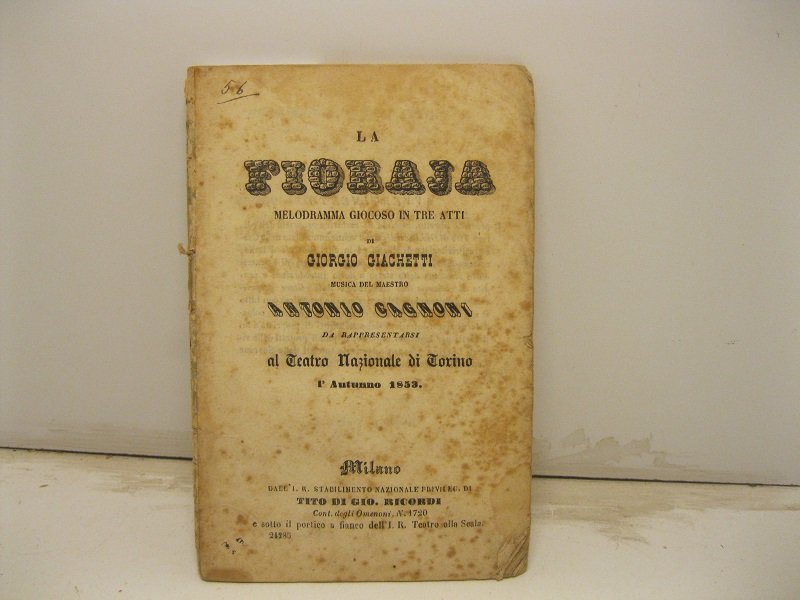 56
LA
FIORAJA
MELODRAMMA GIOCOSO IN TRE ATTI
DI
GIORGIO GIACHETTI
MUSICA DEL MAESTRO
ANTONIO CAGNONI
DA RAPPRESENTARSI
al Teatro Nazionale di Torino
l' Autunno 1853.
Milano
DALL' I. R. STABILIMENTO NAZIONALE PRIVILEG. DI
TITO DI GIO. RICORDI
Cont. degli Omenoni, N. 1720
e sotto il portico a fianco dell' I. R. Teatro alla Scala.
24285